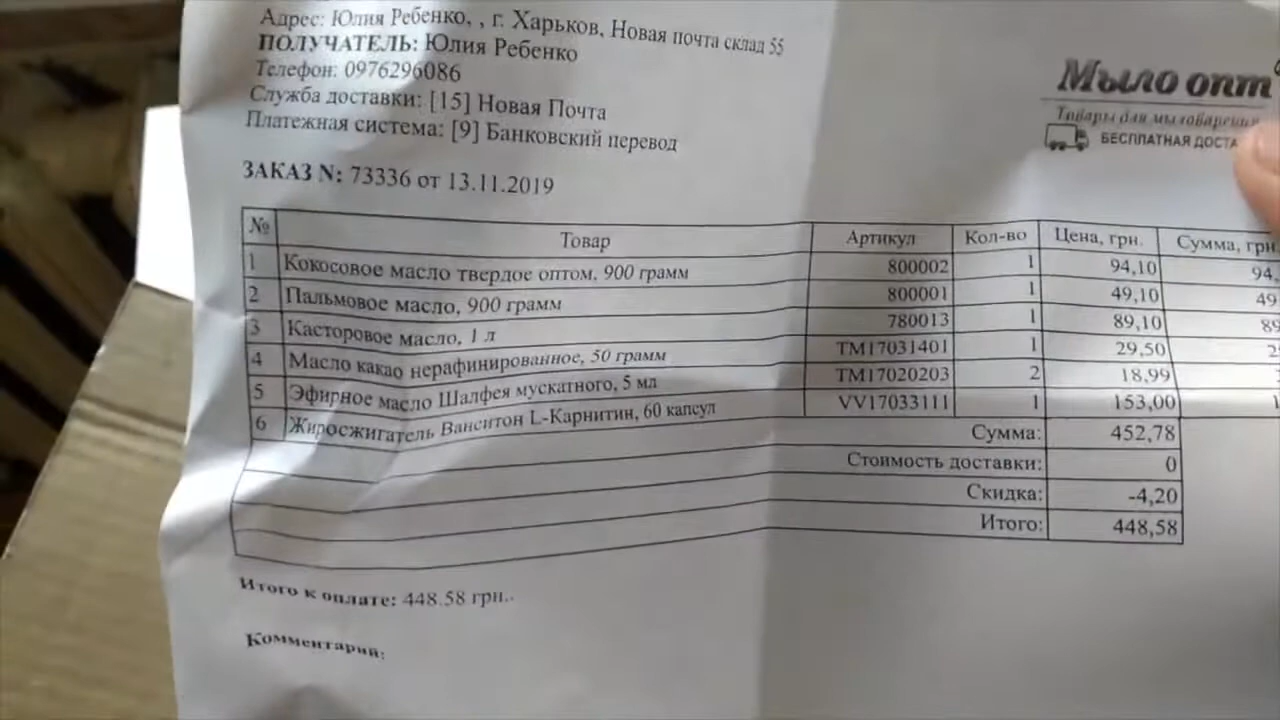 Адрес: Юлия Ребенко, , г. Харьков, Новая почта склад 55
ПОЛУЧАТЕЛЬ: Юлия Ребенко
Телефон: 0976296086
Служба доставки: [15] Новая Почта
Платежная система: [9] Банковский перевод
Мыло опт
Товары для мыловарения
БЕСПЛАТНАЯ ДОСТА
ЗАКАЗ N: 73336 от 13.11.2019
№ Товар Артикул Кол-во Цена, грн. Сумма, грн.
1 Кокосовое масло твердое оптом, 900 грамм 800002 1 94,10 94,
2 Пальмовое масло, 900 грамм 800001 1 49,10 49
3 Касторовое масло, 1 л 780013 1 89,10 89
4 Масло какао нерафинированное, 50 грамм TM17031401 1 29,50 2
5 Эфирное масло Шалфея мускатного, 5 мл TM17020203 2 18,99
6 Жиросжигатель Ванситон L-Карнитин, 60 капсул VV17033111 1 153,00 1
Сумма: 452,78
Стоимость доставки: 0
Скидка: -4,20
Итого: 448,58
Итого к оплате: 448.58 грн..
Комментарий: